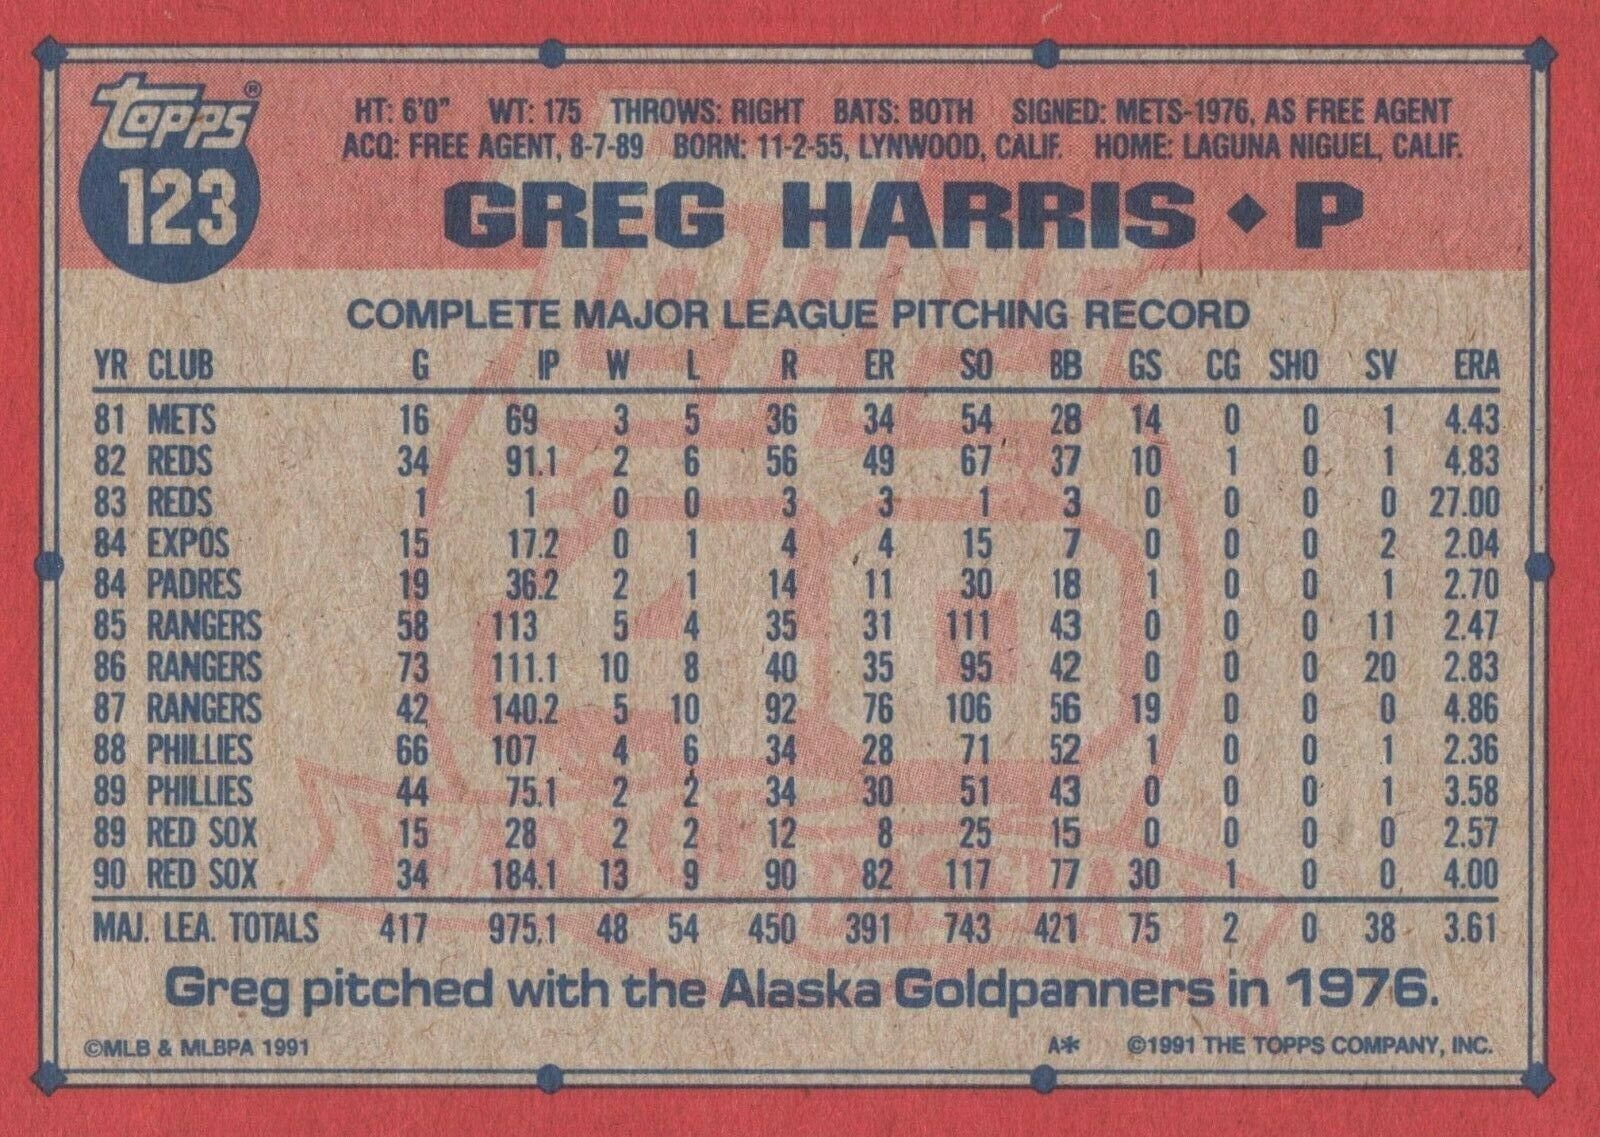 Topps®
123
HT: 6'0" WT: 175 THROWS: RIGHT BATS: BOTH SIGNED: METS-1976, AS FREE AGENT
ACQ: FREE AGENT, 8-7-89 BORN: 11-2-55, LYNWOOD, CALIF. HOME: LAGUNA NIGUEL, CALIF.
GREG HARRIS ♦ P
COMPLETE MAJOR LEAGUE PITCHING RECORD
YR CLUB G IP W L R ER SO BB GS CG SHO SV ERA
81 METS 16 69 3 5 36 34 54 28 14 0 0 1 4.43
82 REDS 34 91.1 2 6 56 49 67 37 10 1 0 1 4.83
83 REDS 1 1 0 0 3 3 1 3 0 0 0 0 27.00
84 EXPOS 15 17.2 0 1 4 4 15 7 0 0 0 2 2.04
84 PADRES 19 36.2 2 1 14 11 30 18 1 0 0 1 2.70
85 RANGERS 58 113 5 4 35 31 111 43 0 0 0 11 2.47
86 RANGERS 73 111.1 10 8 40 35 95 42 0 0 0 20 2.83
87 RANGERS 42 140.2 5 10 92 76 106 56 19 0 0 0 4.86
88 PHILLIES 66 107 4 6 34 28 71 52 1 0 0 1 2.36
89 PHILLIES 44 75.1 2 2 34 30 51 43 0 0 0 1 3.58
89 RED SOX 15 28 2 2 12 8 25 15 0 0 0 0 2.57
90 RED SOX 34 184.1 13 9 90 82 117 77 30 1 0 0 4.00
MAJ. LEA. TOTALS 417 975.1 48 54 450 391 743 421 75 2 0 38 3.61
Greg pitched with the Alaska Goldpanners in 1976.
©MLB & MLBPA 1991 A* ©1991 THE TOPPS COMPANY, INC.